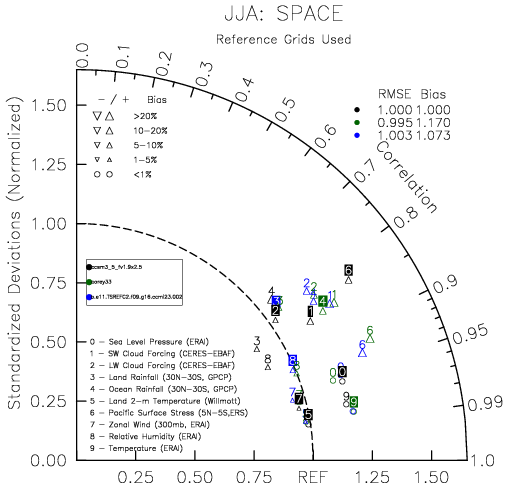 JJA: SPACE
Reference Grids Used
0.0 0.1 0.2 0.3 0.4 0.5 0.6 0.7 0.8 0.9 0.95 0.99 1.0
Correlation
Standardized Deviations (Normalized)
1.50
1.25
1.00
0.75
0.50
0.25
0.00
− / + Bias
>20%
10−20%
5−10%
1−5%
<1%
RMSE Bias
1.000 1.000
0.995 1.170
1.003 1.073
0 − Sea Level Pressure (ERAI)
1 − SW Cloud Forcing (CERES−EBAF)
2 − LW Cloud Forcing (CERES−EBAF)
3 − Land Rainfall (30N−30S, GPCP)
4 − Ocean Rainfall (30N−30S, GPCP)
5 − Land 2−m Temperature (Willmott)
6 − Pacific Surface Stress (5N−5S,ERS)
7 − Zonal Wind (300mb, ERAI)
8 − Relative Humidity (ERAI)
9 − Temperature (ERAI)
0.25 0.50 0.75 REF 1.25 1.50